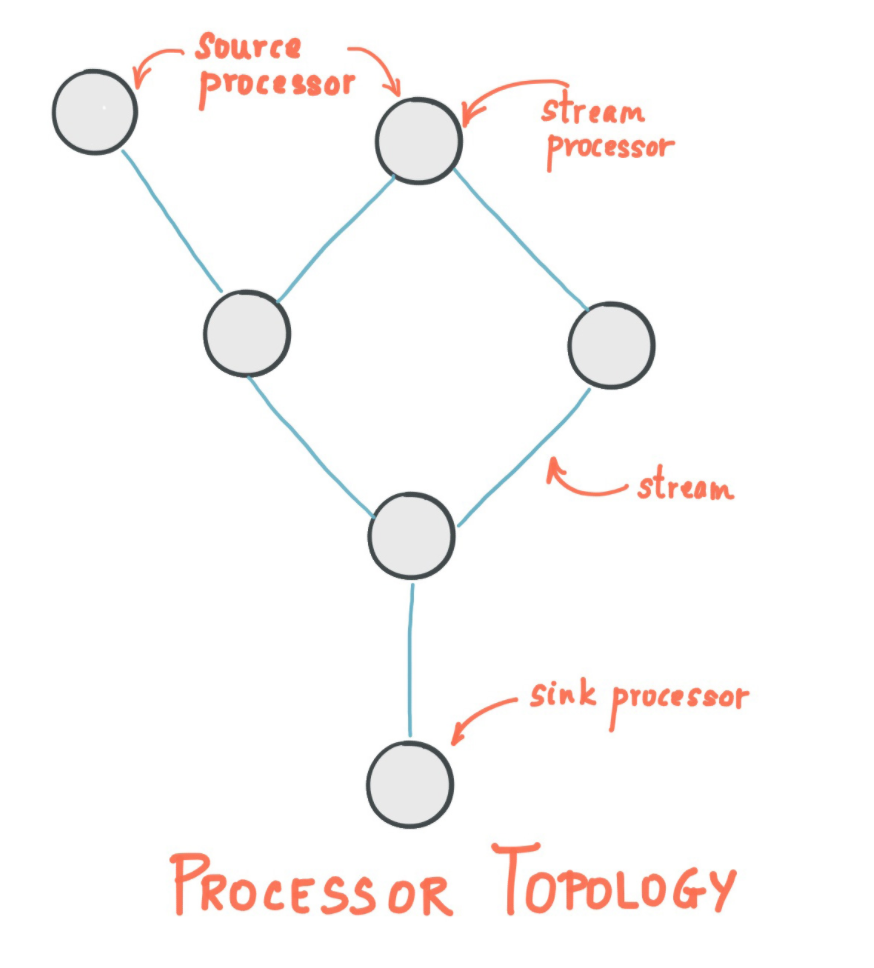 source
processor
stream
processor
stream
sink processor
PROCESSOR TOPOLOGY